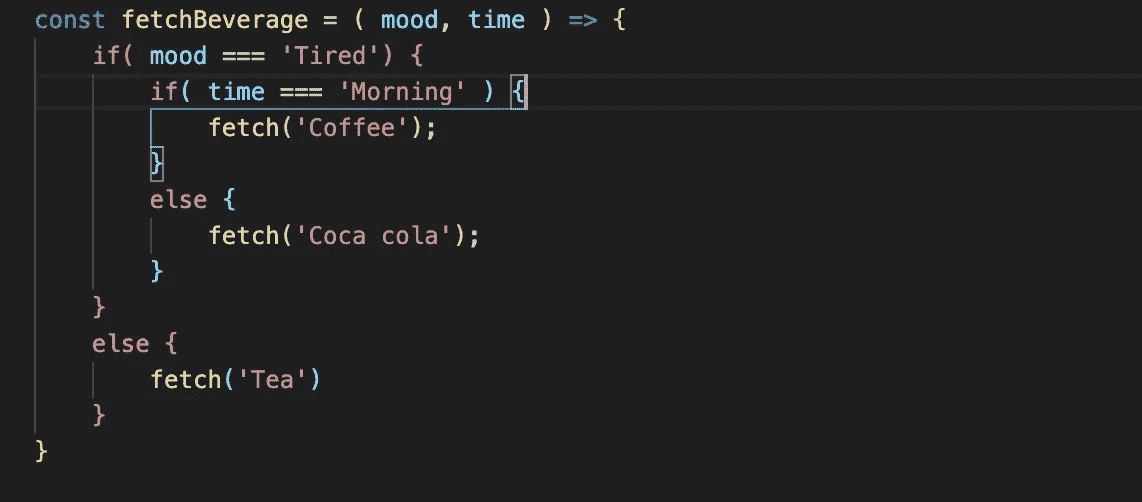 const fetchBeverage = ( mood, time ) => {
    if( mood === 'Tired') {
        if( time === 'Morning' ) {
            fetch('Coffee');
        }
        else {
            fetch('Coca cola');
        }
    }
    else {
        fetch('Tea')
    }
}